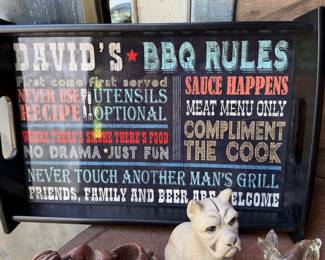 DAVID'S ★ BBQ RULES
First come first served
NEVER USE UTENSILS
RECIPE! OPTIONAL
WHERE THERE'S SMOKE THERE'S FOOD
NO DRAMA ★ JUST FUN
SAUCE HAPPENS
MEAT MENU ONLY
COMPLIMENT
THE COOK
NEVER TOUCH ANOTHER MAN'S GRILL
FRIENDS, FAMILY AND BEER ARE WELCOME